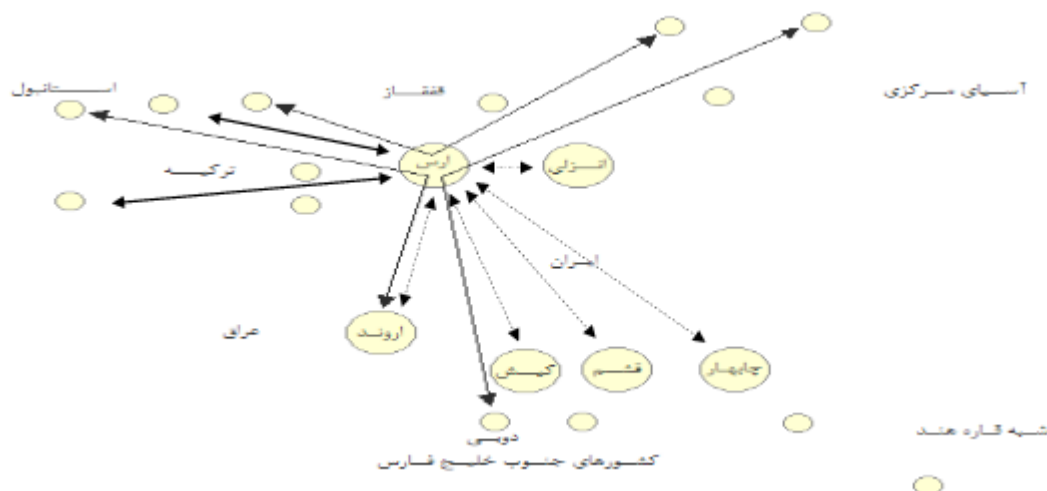 استانبول
قفقاز
آسیای مرکزی
ارس
انزلی
ترکیه
ایران
عراق
اروند
کیش
قشم
چابهار
دوبی
شبه قاره هند
کشورهای جنوب خلیج فارس